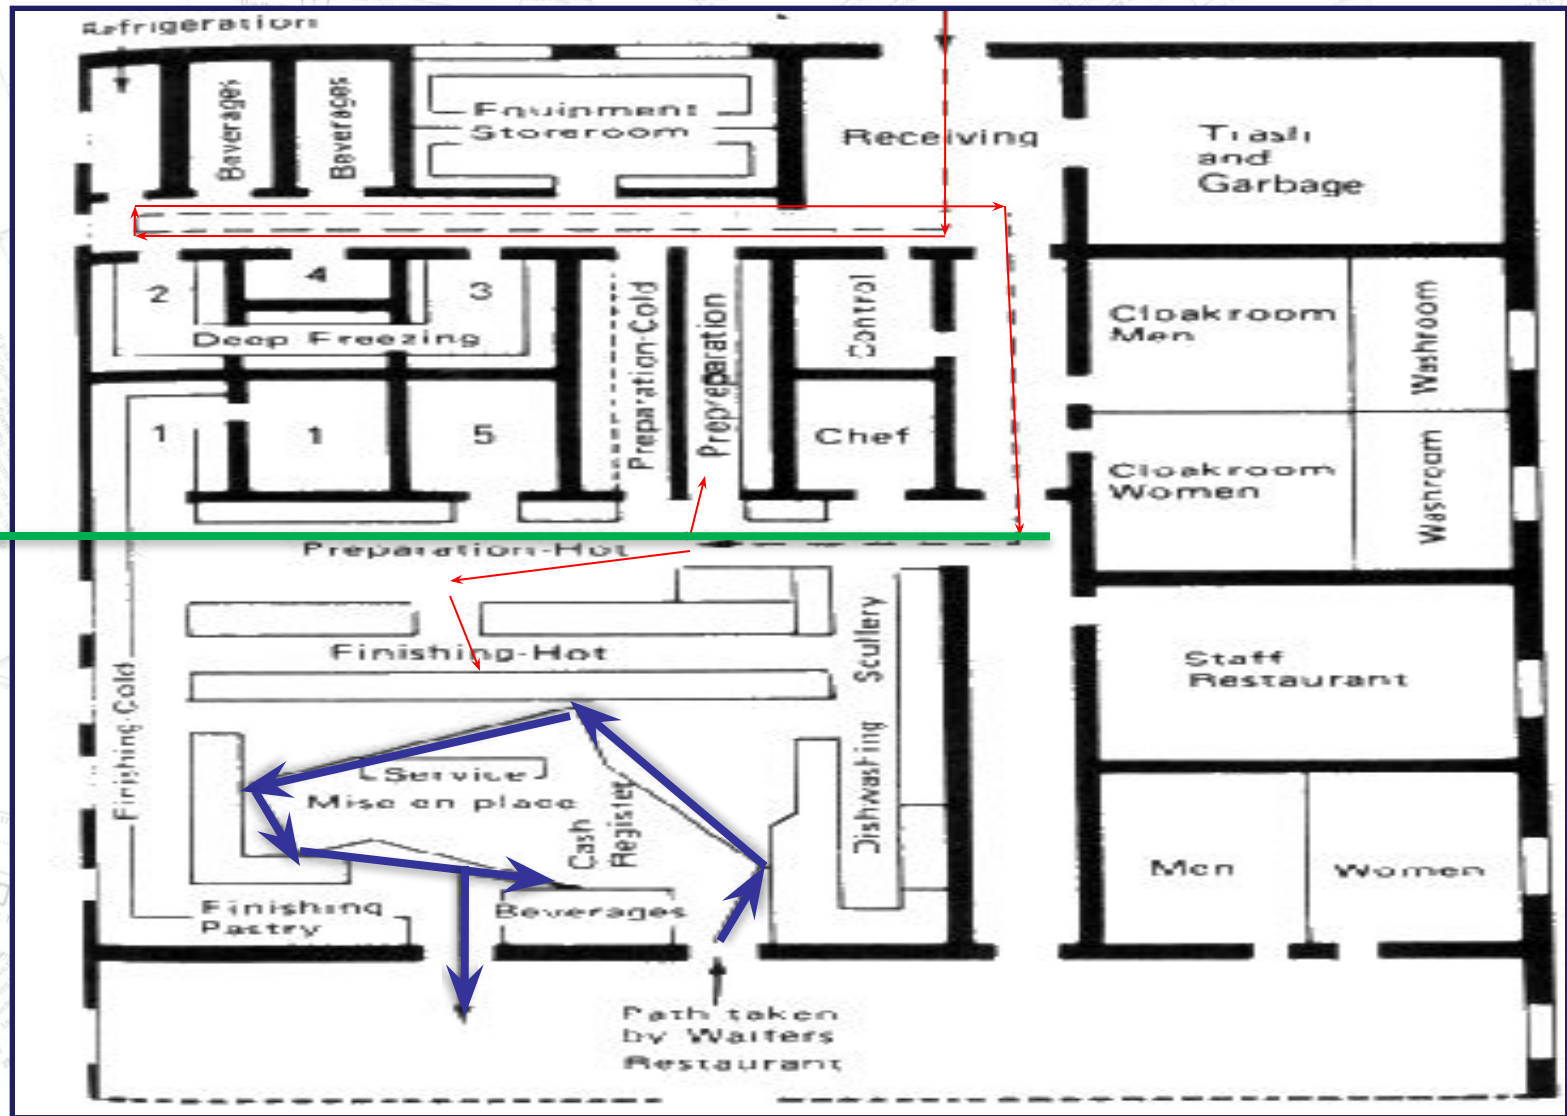 Refrigeration
Beverages
Beverages
Equipment
Storeroom
Receiving
Trash
and
Garbage
2
4
3
Deep Freezing
Preparation-Cold
Preparation
Control
Cloakroom
Men
Washroom
1
1
5
Chef
Cloakroom
Women
Washroom
Preparation-Hot
Finishing-Hot
Scullery
Staff
Restaurant
Finishing-Cold
Service
Mise en place
Cash
Register
Dishwashing
Men
Women
Finishing
Pastry
Beverages
Path taken
by Waiters
Restaurant